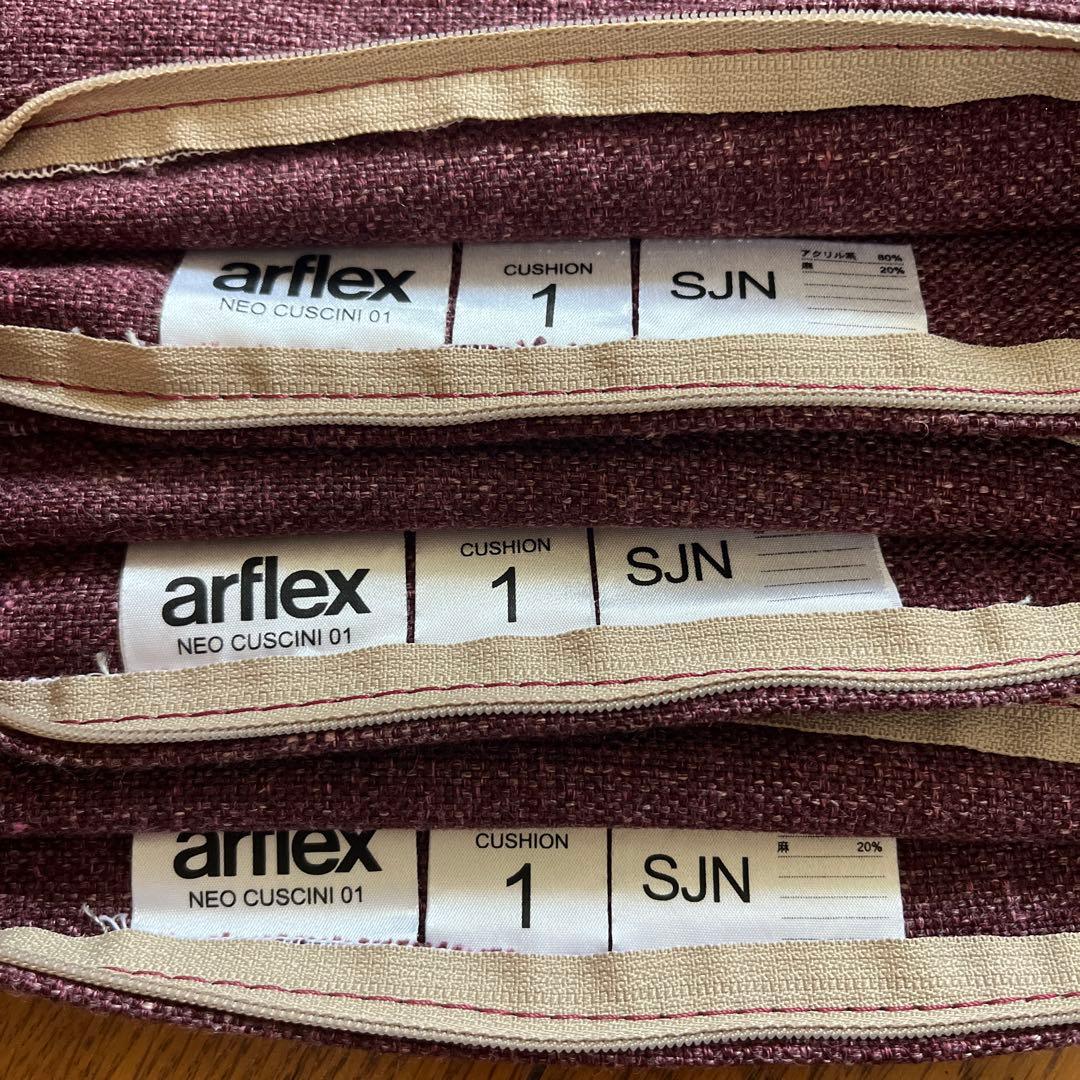 arflex
NEO CUSCINI 01
CUSHION
1
SJN
アクリル系 80%
麻 20%
arflex
NEO CUSCINI 01
CUSHION
1
SJN
arflex
NEO CUSCINI 01
CUSHION
1
SJN
麻 20%